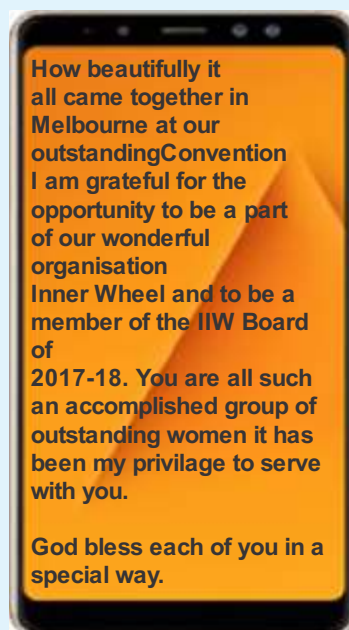 How beautifully it
all came together in
Melbourne at our
outstandingConvention
I am grateful for the
opportunity to be a part
of our wonderful
organisation
Inner Wheel and to be a
member of the IIW Board
of
2017-18. You are all such
an accomplished group of
outstanding women it has
been my privilage to serve
with you.
God bless each of you in a
special way.